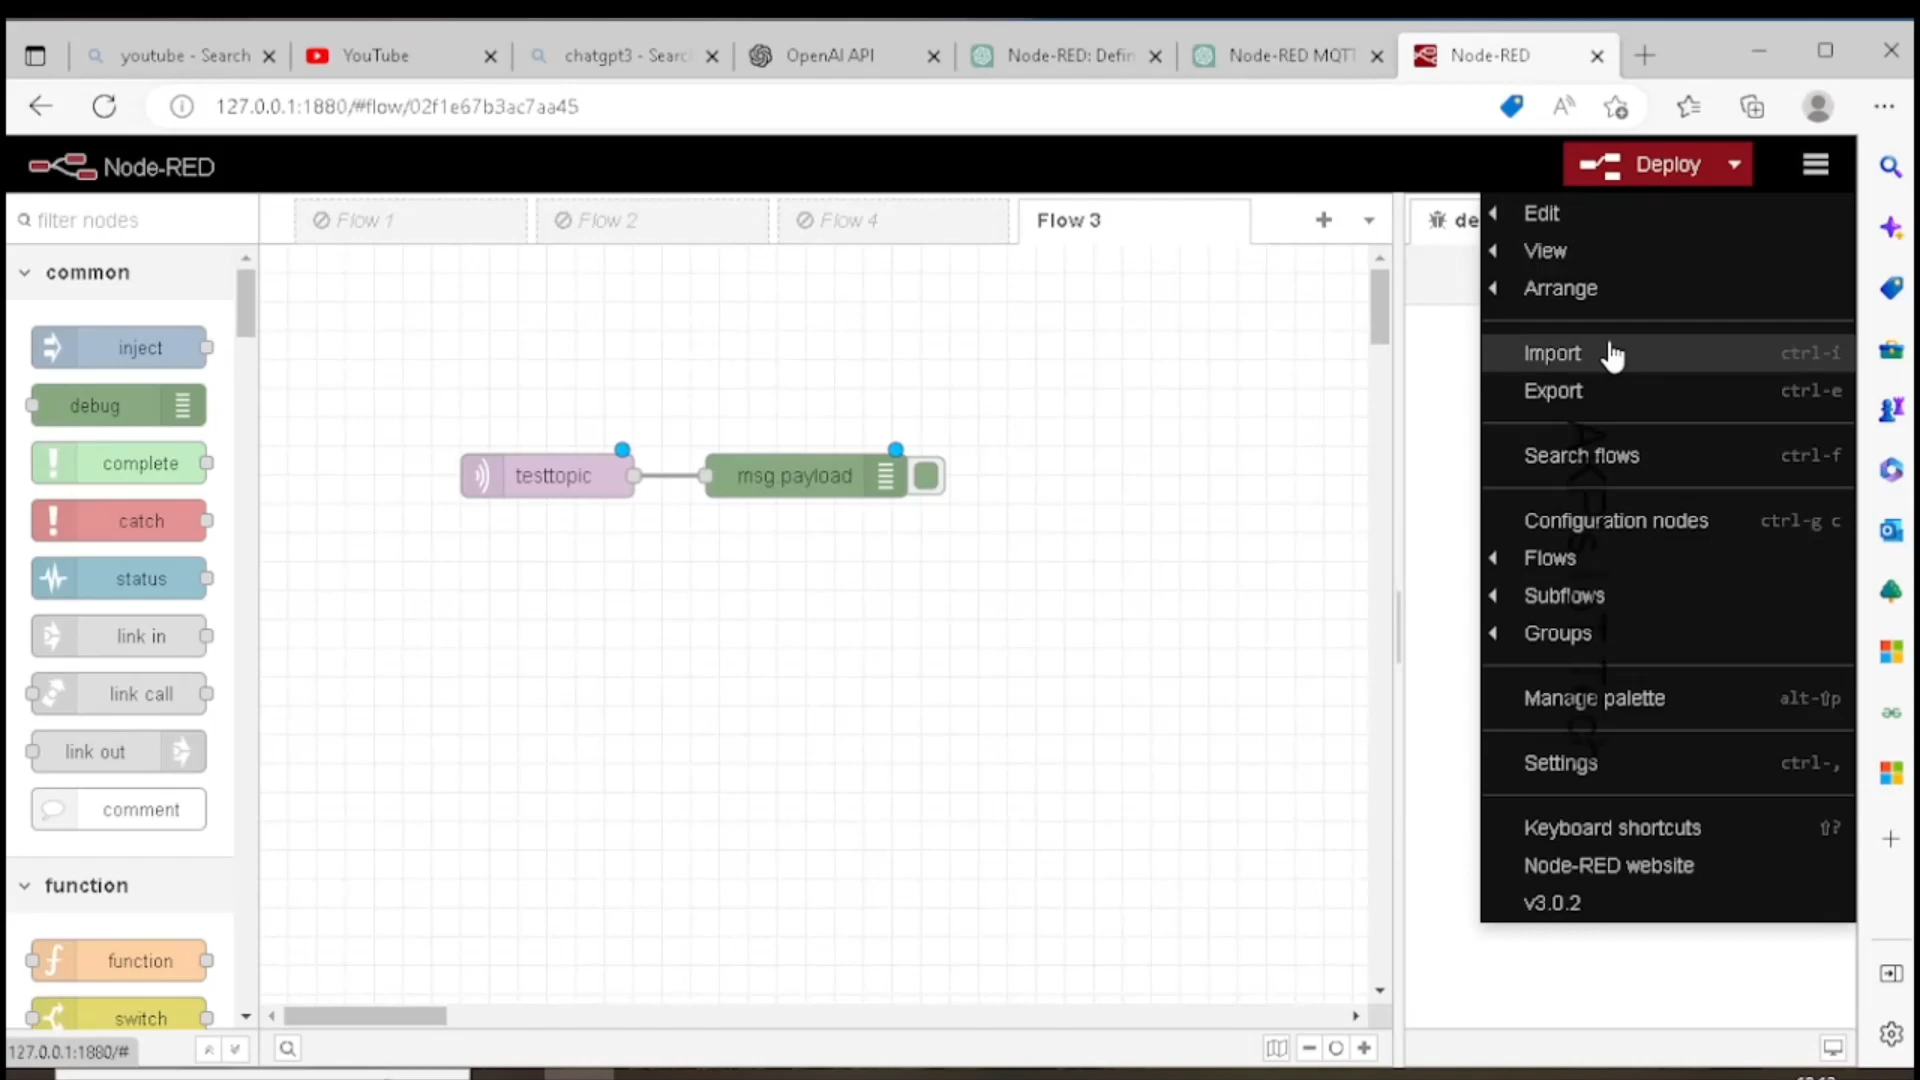 youtube - Search
YouTube
chatgpt3 - Searc
OpenAI API
Node-RED: Defin
Node-RED MQTT
Node-RED
127.0.0.1:1880/#flow/02f1e67b3ac7aa45
Node-RED
Deploy
filter nodes
Flow 1
Flow 2
Flow 4
Flow 3
de
common
inject
debug
complete
catch
status
link in
link call
link out
comment
function
function
switch
testtopic
msg.payload
Edit
View
Arrange
Import ctrl-i
Export ctrl-e
Search flows ctrl-f
Configuration nodes ctrl-g c
Flows
Subflows
Groups
Manage palette alt-⇧p
Settings ctrl-,
Keyboard shortcuts ⇧?
Node-RED website
v3.0.2
127.0.0.1:1880/#